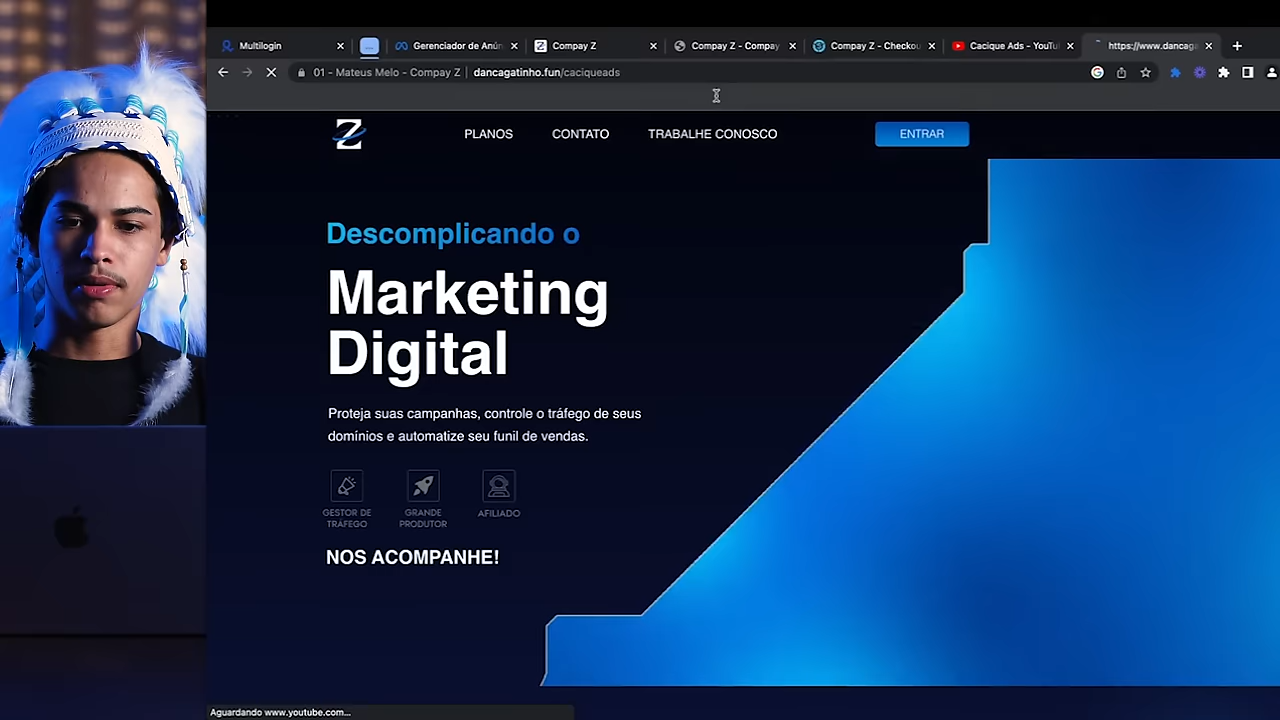 Multilogin
...
Gerenciador de Anún
Compay Z
Compay Z - Compay
Compay Z - Checkou
Cacique Ads - YouTu
https://www.dancaga
01 - Mateus Melo - Compay Z
dancagatinho.fun/caciqueads
Z
PLANOS
CONTATO
TRABALHE CONOSCO
ENTRAR
Descomplicando o
Marketing
Digital
Proteja suas campanhas, controle o tráfego de seus
domínios e automatize seu funil de vendas.
GESTOR DE
TRÁFEGO
GRANDE
PRODUTOR
AFILIADO
NOS ACOMPANHE!
Aguardando www.youtube.com...